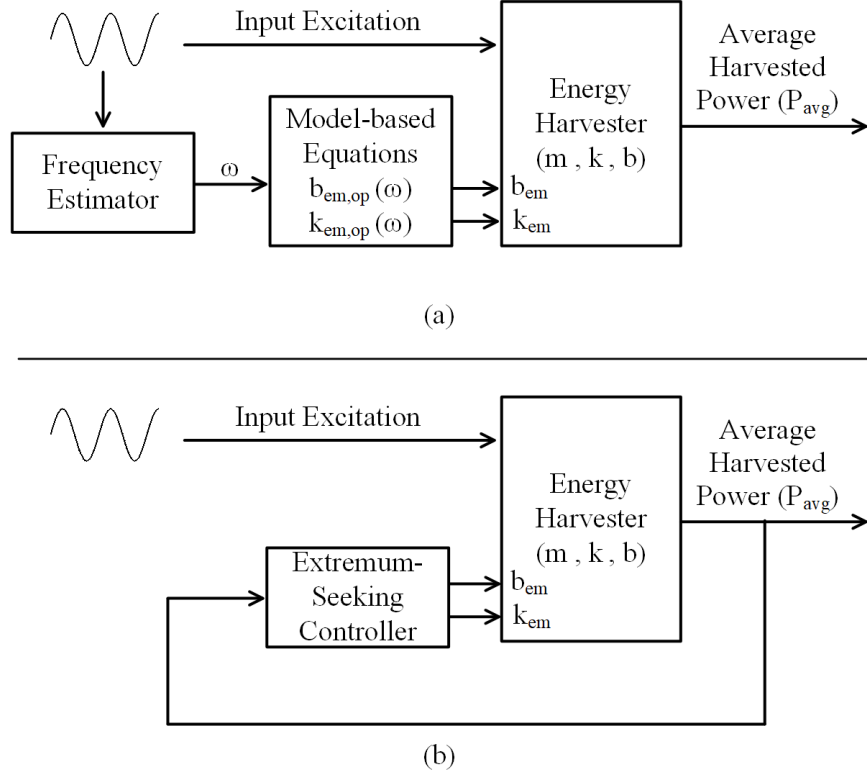 Input Excitation
Average
Harvested
Power (Pavg)
Energy
Harvester
(m , k , b)
bem
kem
Model-based
Equations
bem,op (ω)
kem,op (ω)
Frequency
Estimator
ω
(a)
Input Excitation
Average
Harvested
Power (Pavg)
Energy
Harvester
(m , k , b)
bem
kem
Extremum-
Seeking
Controller
(b)